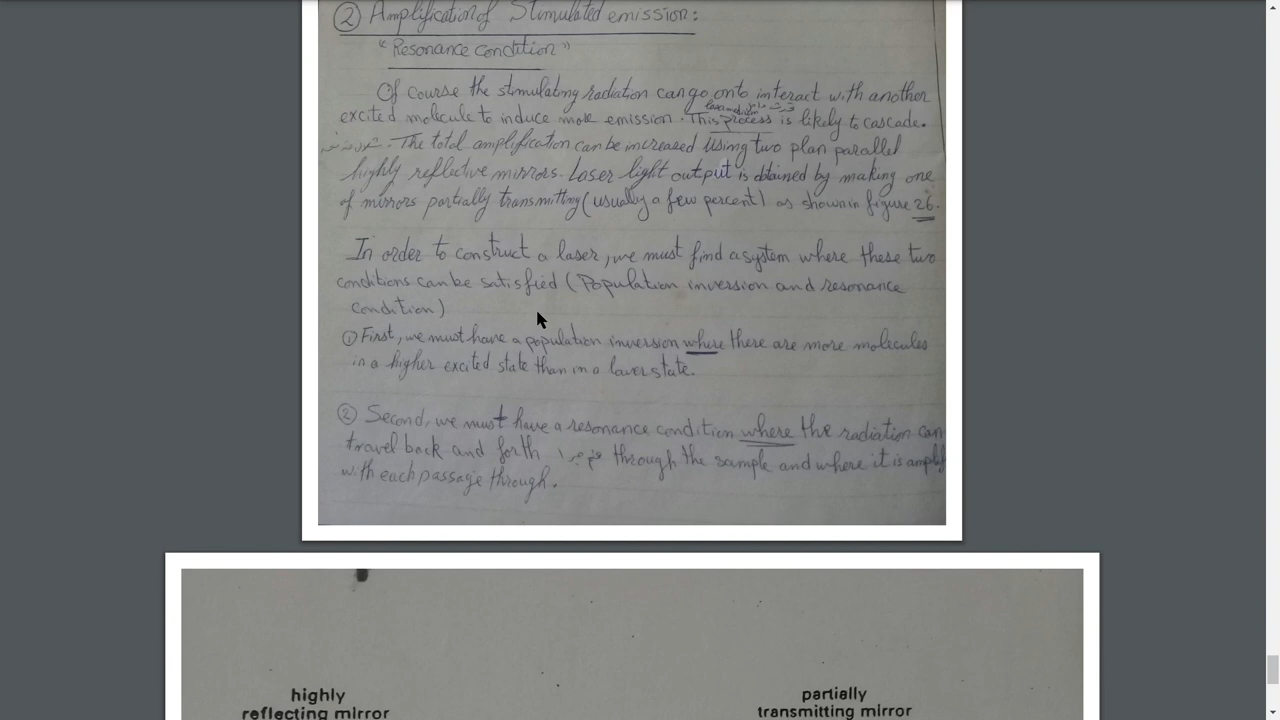 ② Amplification of Stimulated emission:
"Resonance condition"
Of course the stimulating radiation can go onto interact with another
excited molecule to induce more emission. This process is likely to cascade.
The total amplification can be increased using two plan parallel
highly reflective mirrors. Laser light output is obtained by making one
of mirrors partially transmitting (usually a few percent) as shown in figure 26.
In order to construct a laser, we must find a system where these two
conditions can be satisfied (Population inversion and resonance
condition)
① First, we must have a population inversion where there are more molecules
in a higher excited state than in a lower state.
② Second, we must have a resonance condition where the radiation can
travel back and forth through the sample and where it is amplif
with each passage through.
highly
reflecting mirror
partially
transmitting mirror